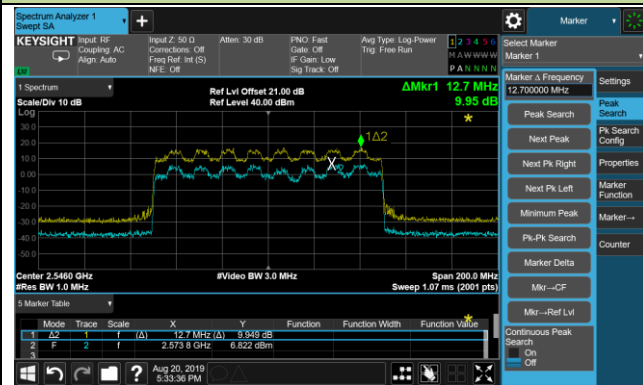 Spectrum Analyzer 1
Swept SA
Marker
KEYSIGHT
Input: RF
Coupling: AC
Align: Auto
Input Z: 50 Ω
Corrections: Off
Freq Ref: Int (S)
NFE: Off
Atten: 30 dB
PNO: Fast
Gate: Off
IF Gain: Low
Sig Track: Off
Avg Type: Log-Power
Trig: Free Run
1 2 3 4 5 6
M A W W W W
P A N N N N
LXI
1 Spectrum
Scale/Div 10 dB
Ref Lvl Offset 21.00 dB
Ref Level 40.00 dBm
ΔMkr1 12.7 MHz
9.95 dB
Log
30.0
20.0
10.0
0.00
-10.0
-20.0
-30.0
-40.0
-50.0
1Δ2
X2
Center 2.5460 GHz
#Res BW 1.0 MHz
#Video BW 3.0 MHz
Span 200.0 MHz
Sweep 1.07 ms (2001 pts)
5 Marker Table
Mode Trace Scale X Y Function Function Width Function Value
1 Δ2 1 f (Δ) 12.7 MHz (Δ) 9.949 dB
2 F 2 f 2.573 8 GHz 6.822 dBm
3
Aug 20, 2019
5:33:36 PM
Select Marker
Marker 1
Marker Δ Frequency
12.700000 MHz
Peak Search
Next Peak
Next Pk Right
Next Pk Left
Minimum Peak
Pk-Pk Search
Marker Delta
Mkr→CF
Mkr→Ref Lvl
Continuous Peak
Search
On
Off
Settings
Peak
Search
Pk Search
Config
Properties
Marker
Function
Marker→
Counter